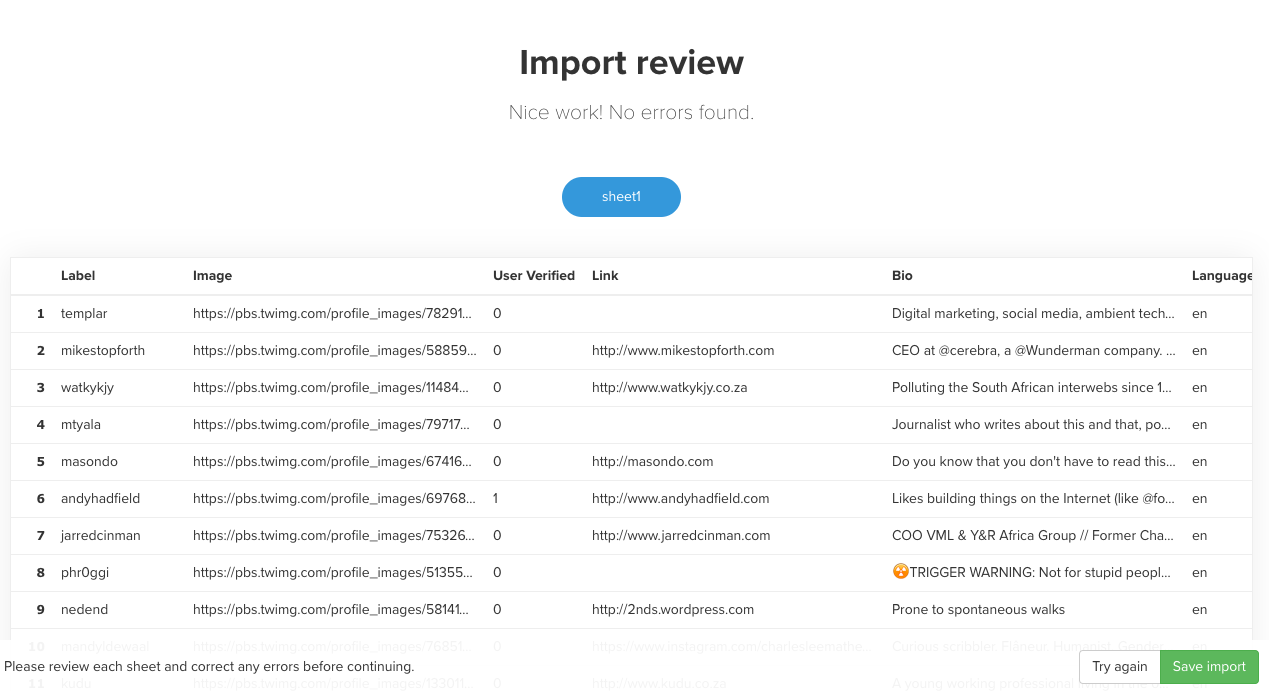 Import review
Nice work! No errors found.
sheet1
Label Image User Verified Link Bio Language
1 templar https://pbs.twimg.com/profile_images/78291... 0 Digital marketing, social media, ambient tech... en
2 mikestopforth https://pbs.twimg.com/profile_images/58859... 0 http://www.mikestopforth.com CEO at @cerebra, a @Wunderman company. ... en
3 watkykjy https://pbs.twimg.com/profile_images/11484... 0 http://www.watkykjy.co.za Polluting the South African interwebs since 1... en
4 mtyala https://pbs.twimg.com/profile_images/79717... 0 Journalist who writes about this and that, po... en
5 masondo https://pbs.twimg.com/profile_images/67416... 0 http://masondo.com Do you know that you don't have to read this... en
6 andyhadfield https://pbs.twimg.com/profile_images/69768... 1 http://www.andyhadfield.com Likes building things on the Internet (like @fo... en
7 jarredcinman https://pbs.twimg.com/profile_images/75326... 0 http://www.jarredcinman.com COO VML & Y&R Africa Group // Former Cha... en
8 phr0ggi https://pbs.twimg.com/profile_images/51355... 0 😲TRIGGER WARNING: Not for stupid peopl... en
9 nedend https://pbs.twimg.com/profile_images/58141... 0 http://2nds.wordpress.com Prone to spontaneous walks en
10 mandyldewaal https://pbs.twimg.com/profile_images/76851... 0 https://www.instagram.com/charlesleemathe... Curious scribbler. Flâneur. Humanist. Gender... en
Please review each sheet and correct any errors before continuing. Try again Save import
11 kudu https://pbs.twimg.com/profile_images/133011... 0 http://www.kudu.co.za A young working professional living in the en